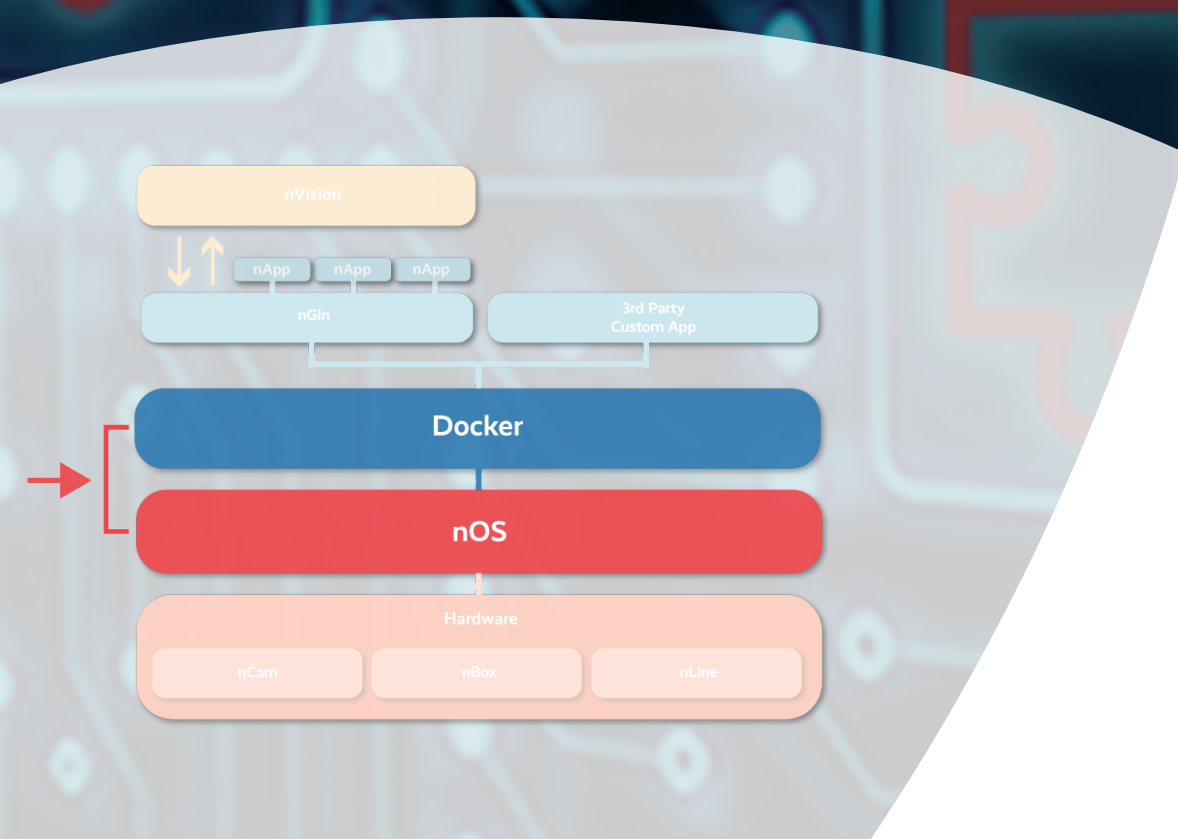 nVision
nApp
nApp
nApp
nGin
3rd Party
Custom App
Docker
nOS
Hardware
nCam
nBox
nLine